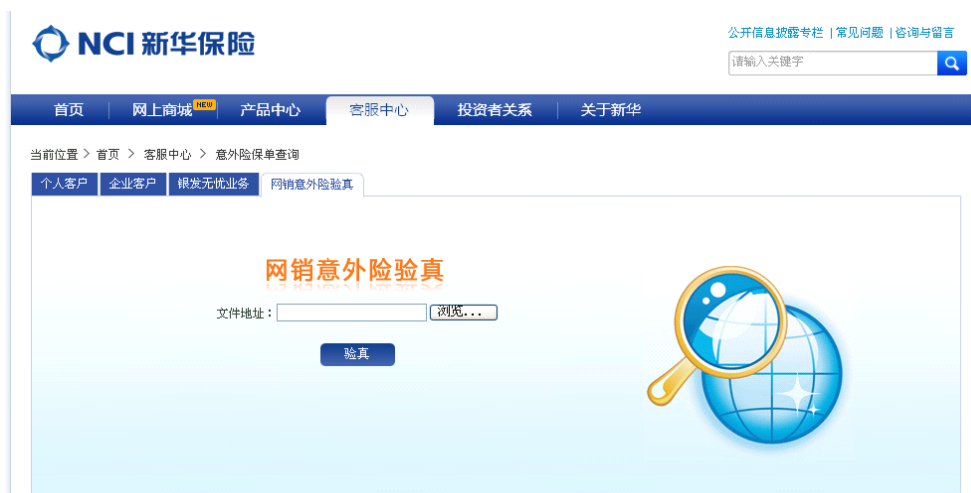 公开信息披露专栏 | 常见问题 | 咨询与留言
NCI 新华保险
请输入关键字
首页 网上商城 NEW 产品中心 客服中心 投资者关系 关于新华
当前位置 > 首页 > 客服中心 > 意外险保单查询
个人客户 企业客户 银发无忧业务 网销意外险验真
网销意外险验真
文件地址: 浏览...
验真